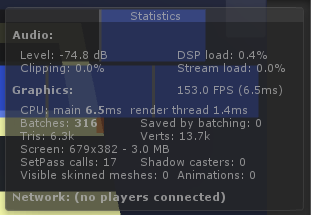 Statistics
Audio:
Level: -74.8 dB DSP load: 0.4%
Clipping: 0.0% Stream load: 0.0%
Graphics: 153.0 FPS (6.5ms)
CPU: main 6.5ms render thread 1.4ms
Batches: 316 Saved by batching: 0
Tris: 6.3k Verts: 13.7k
Screen: 679x382 - 3.0 MB
SetPass calls: 17 Shadow casters: 0
Visible skinned meshes: 0 Animations: 0
Network: (no players connected)